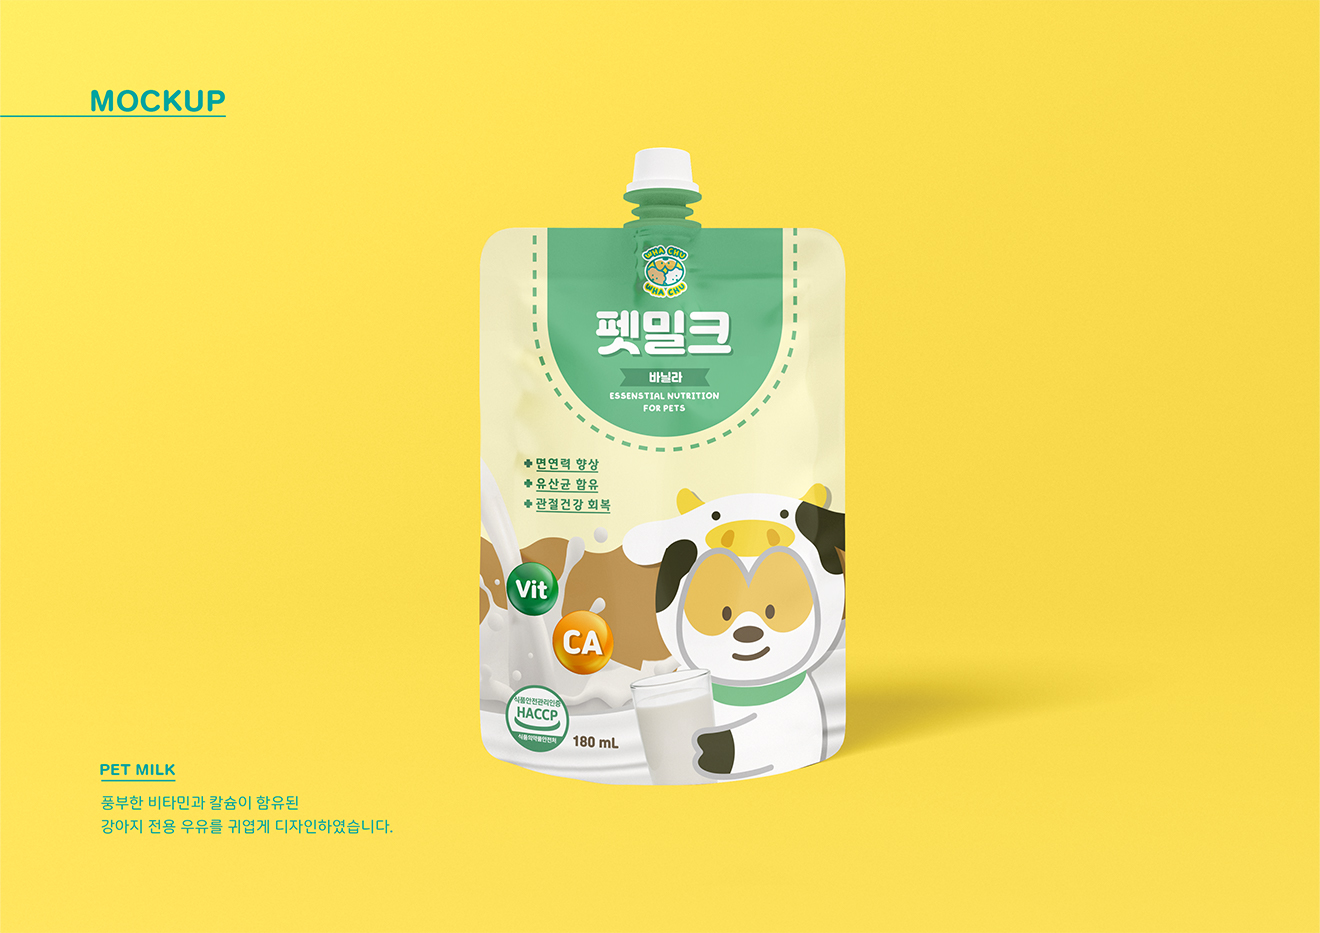 MOCKUP
WHA CHU
WHA CHU
펫밀크
바닐라
ESSENSTIAL NUTRITION
FOR PETS
면연력 향상
유산균 함유
관절건강 회복
Vit
CA
식품안전관리인증
HACCP
식품의약품안전처
180 mL
PET MILK
풍부한 비타민과 칼슘이 함유된
강아지 전용 우유를 귀엽게 디자인하였습니다.